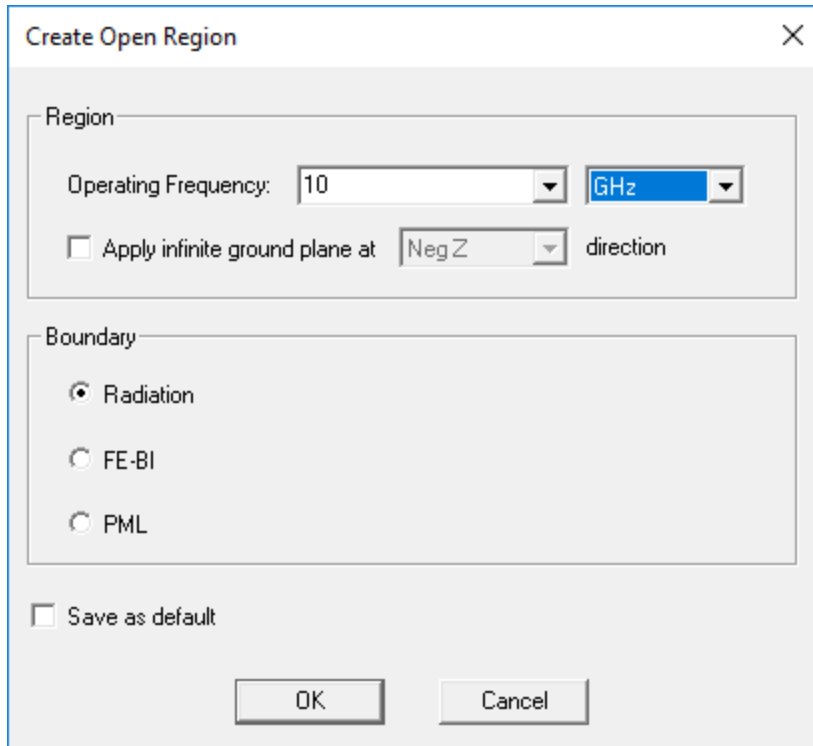 Create Open Region
Region
Operating Frequency: 10 GHz
Apply infinite ground plane at Neg Z direction
Boundary
Radiation
FE-BI
PML
Save as default
OK Cancel